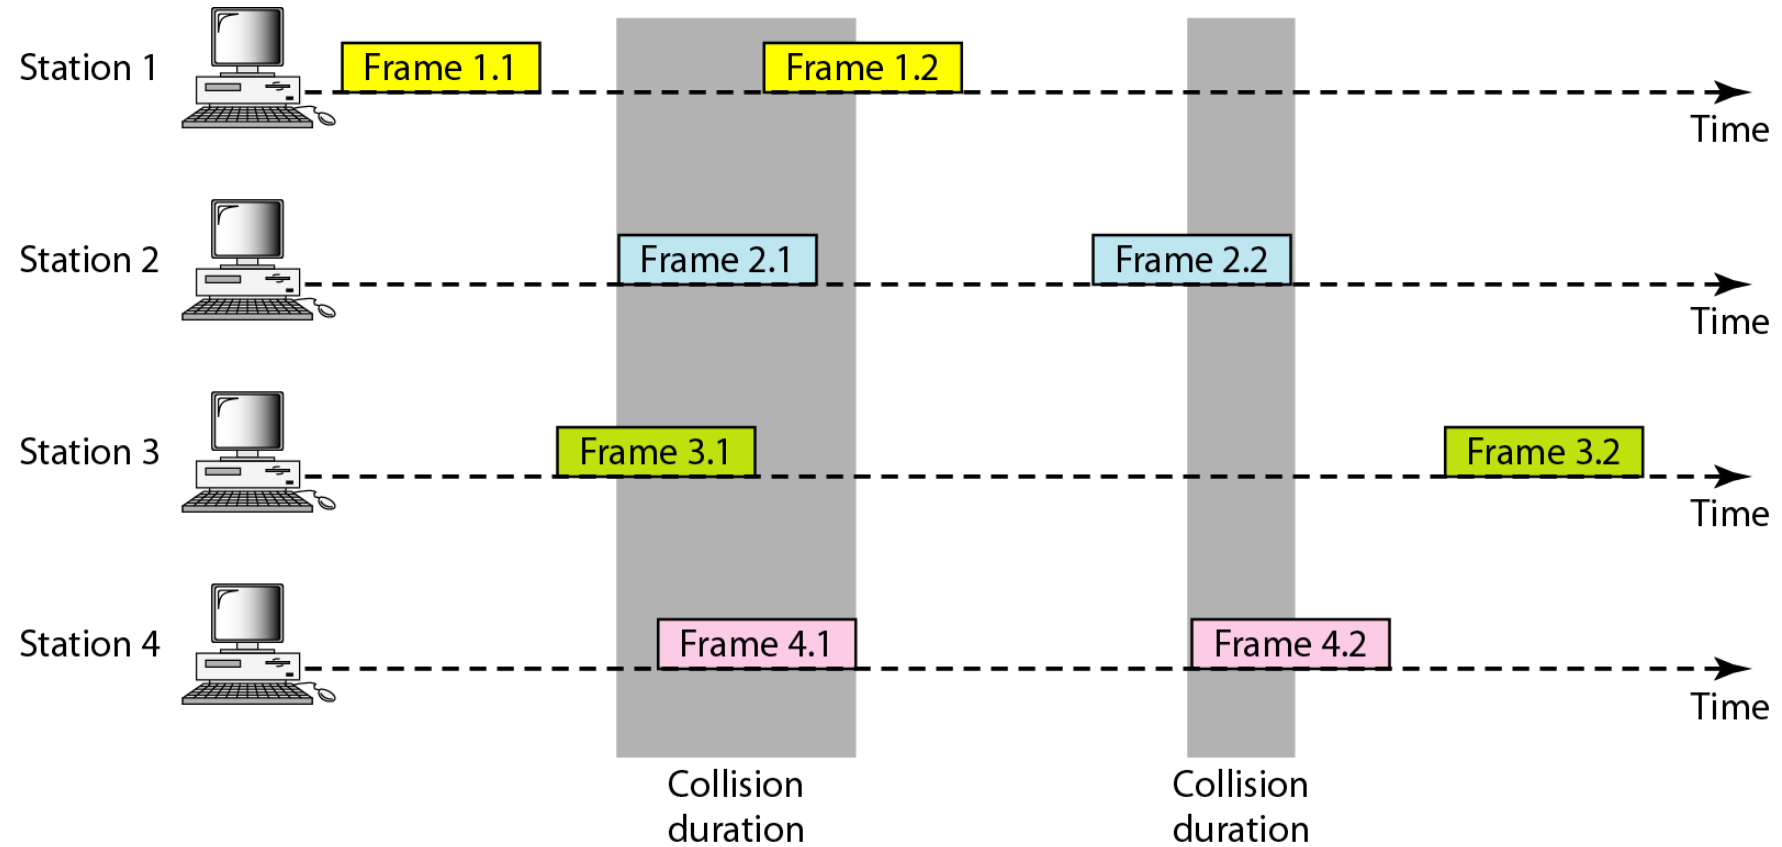 Station 1
Frame 1.1
Frame 1.2
Time
Station 2
Frame 2.1
Frame 2.2
Time
Station 3
Frame 3.1
Frame 3.2
Time
Station 4
Frame 4.1
Frame 4.2
Time
Collision
duration
Collision
duration